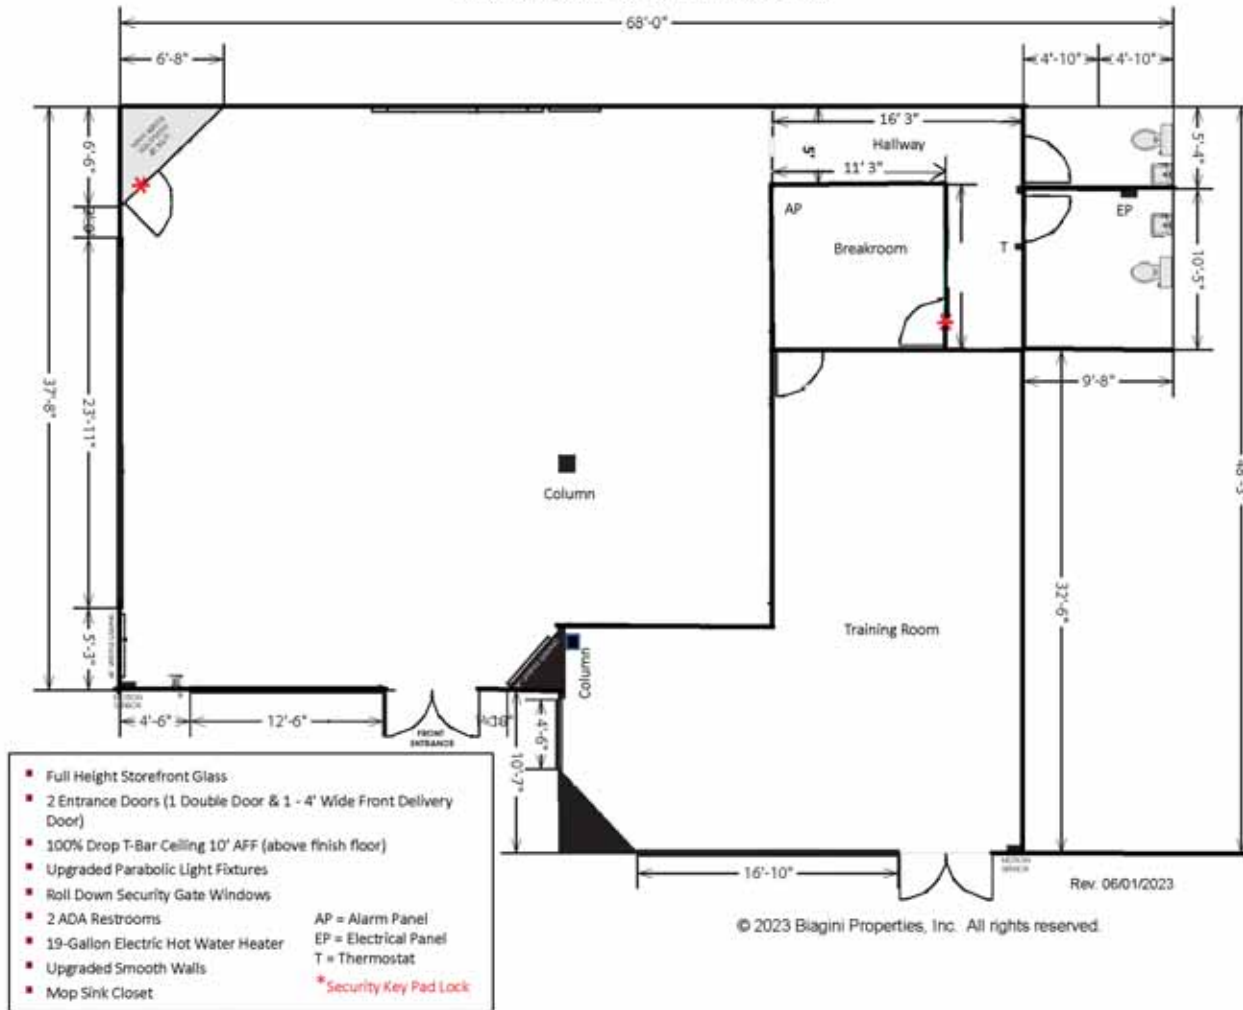 68'-0"
6'-8"
4'-10"
4'-10"
16' 3"
Hallway
5'
11' 3"
6'-6"
5'-4"
AP
EP
Breakroom
T
10'-5"
9'-8"
37'-8"
23'-11"
32'-6"
Column
Training Room
Column
5'-3"
4'-6"
12'-6"
FRONT
ENTRANCE
4'-6"
10'-7"
16'-10"
MOTION
SENSOR
Rev. 06/01/2023
© 2023 Biagini Properties, Inc. All rights reserved.
▪ Full Height Storefront Glass
▪ 2 Entrance Doors (1 Double Door & 1 - 4' Wide Front Delivery
Door)
▪ 100% Drop T-Bar Ceiling 10' AFF (above finish floor)
▪ Upgraded Parabolic Light Fixtures
▪ Roll Down Security Gate Windows
▪ 2 ADA Restrooms
▪ 19-Gallon Electric Hot Water Heater
▪ Upgraded Smooth Walls
▪ Mop Sink Closet
AP = Alarm Panel
EP = Electrical Panel
T = Thermostat
*Security Key Pad Lock